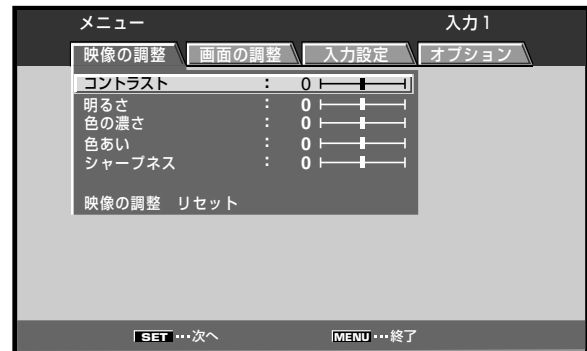 メニュー 入力1
映像の調整 画面の調整 入力設定 オプション
コントラスト : 0
明るさ : 0
色の濃さ : 0
色あい : 0
シャープネス : 0
映像の調整 リセット
SET …次へ MENU …終了